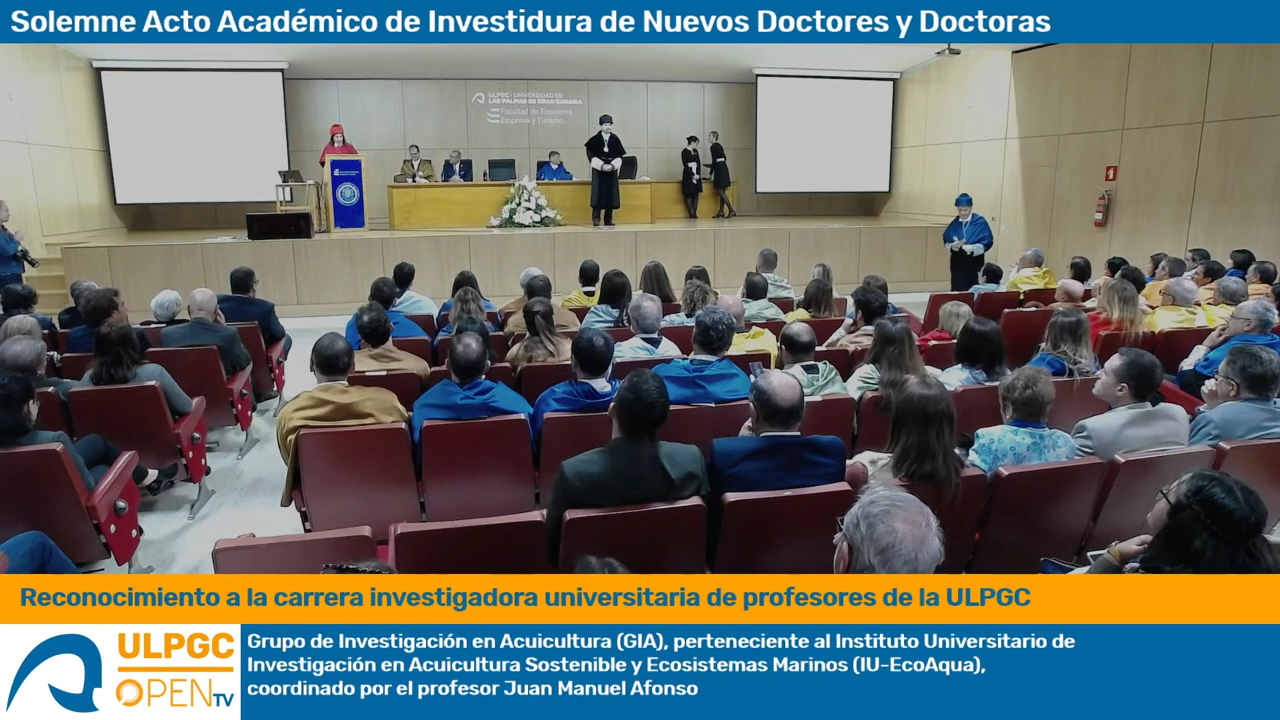 Solemne Acto Académico de Investidura de Nuevos Doctores y Doctoras
ULPGC · UNIVERSIDAD DE
LAS PALMAS DE GRAN CANARIA
Facultad de Economía,
Empresa y Turismo
Reconocimiento a la carrera investigadora universitaria de profesores de la ULPGC
ULPGC
OPEN TV
Grupo de Investigación en Acuicultura (GIA), perteneciente al Instituto Universitario de
Investigación en Acuicultura Sostenible y Ecosistemas Marinos (IU-EcoAqua),
coordinado por el profesor Juan Manuel Afonso